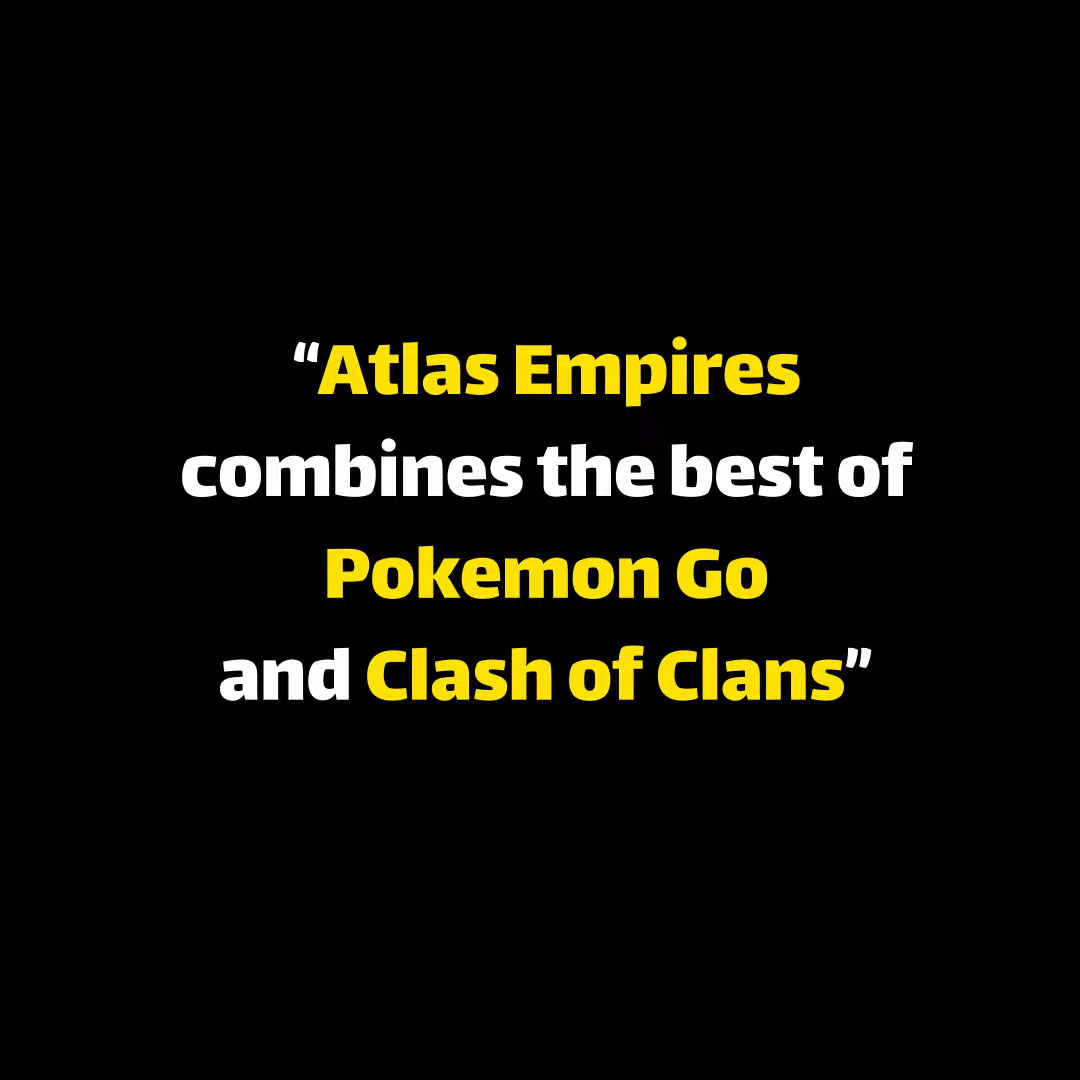 “Atlas Empires
combines the best of
Pokemon Go
and Clash of Clans”